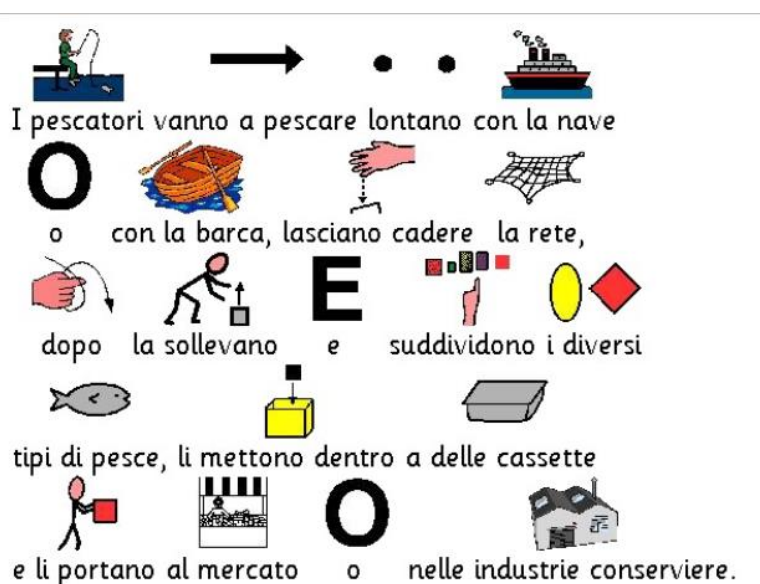 I pescatori vanno a pescare lontano con la nave
O
o con la barca, lasciano cadere la rete,
E
dopo la sollevano e suddividono i diversi
tipi di pesce, li mettono dentro a delle cassette
O
e li portano al mercato o nelle industrie conserviere.